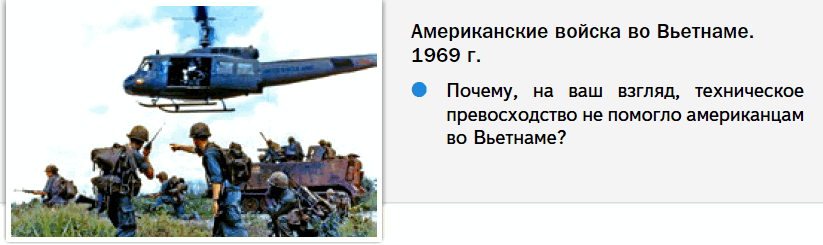 Американские войска во Вьетнаме.
1969 г.
Почему, на ваш взгляд, техническое
превосходство не помогло американцам
во Вьетнаме?